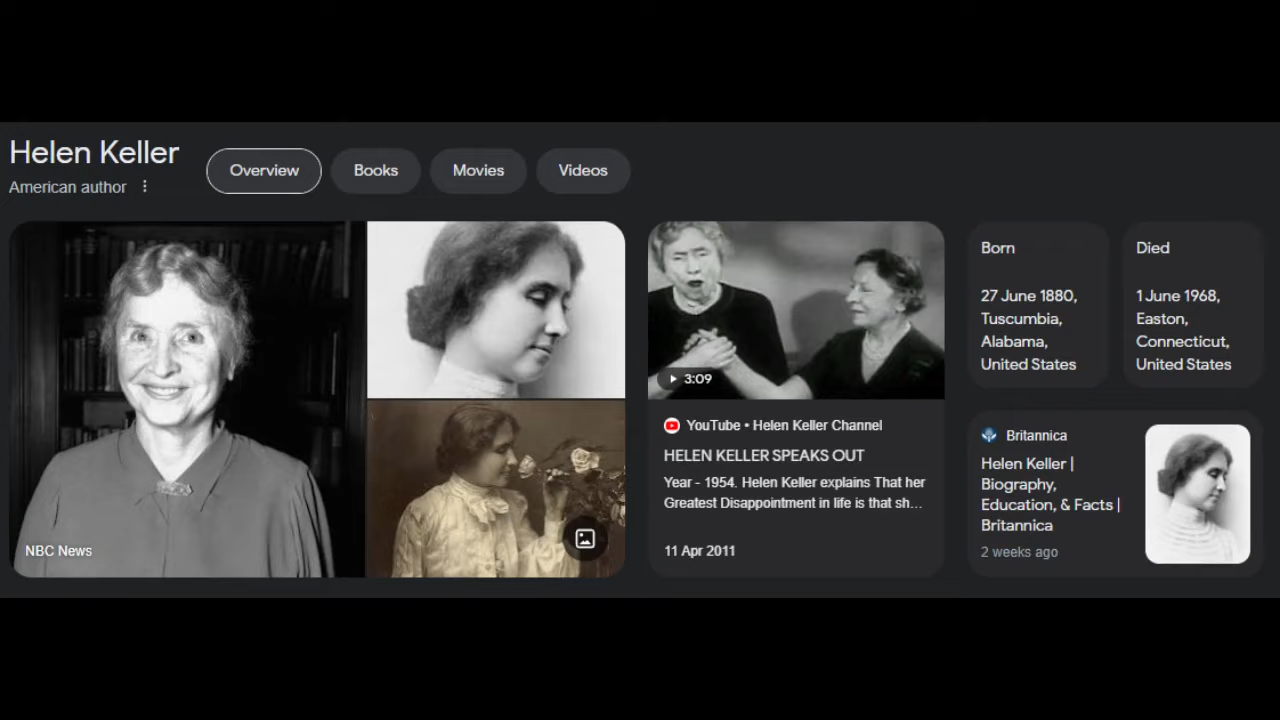 Helen Keller
American author
Overview
Books
Movies
Videos
NBC News
3:09
YouTube • Helen Keller Channel
HELEN KELLER SPEAKS OUT
Year - 1954. Helen Keller explains That her
Greatest Disappointment in life is that sh...
11 Apr 2011
Born
27 June 1880,
Tuscumbia,
Alabama,
United States
Died
1 June 1968,
Easton,
Connecticut,
United States
Britannica
Helen Keller |
Biography,
Education, & Facts |
Britannica
2 weeks ago